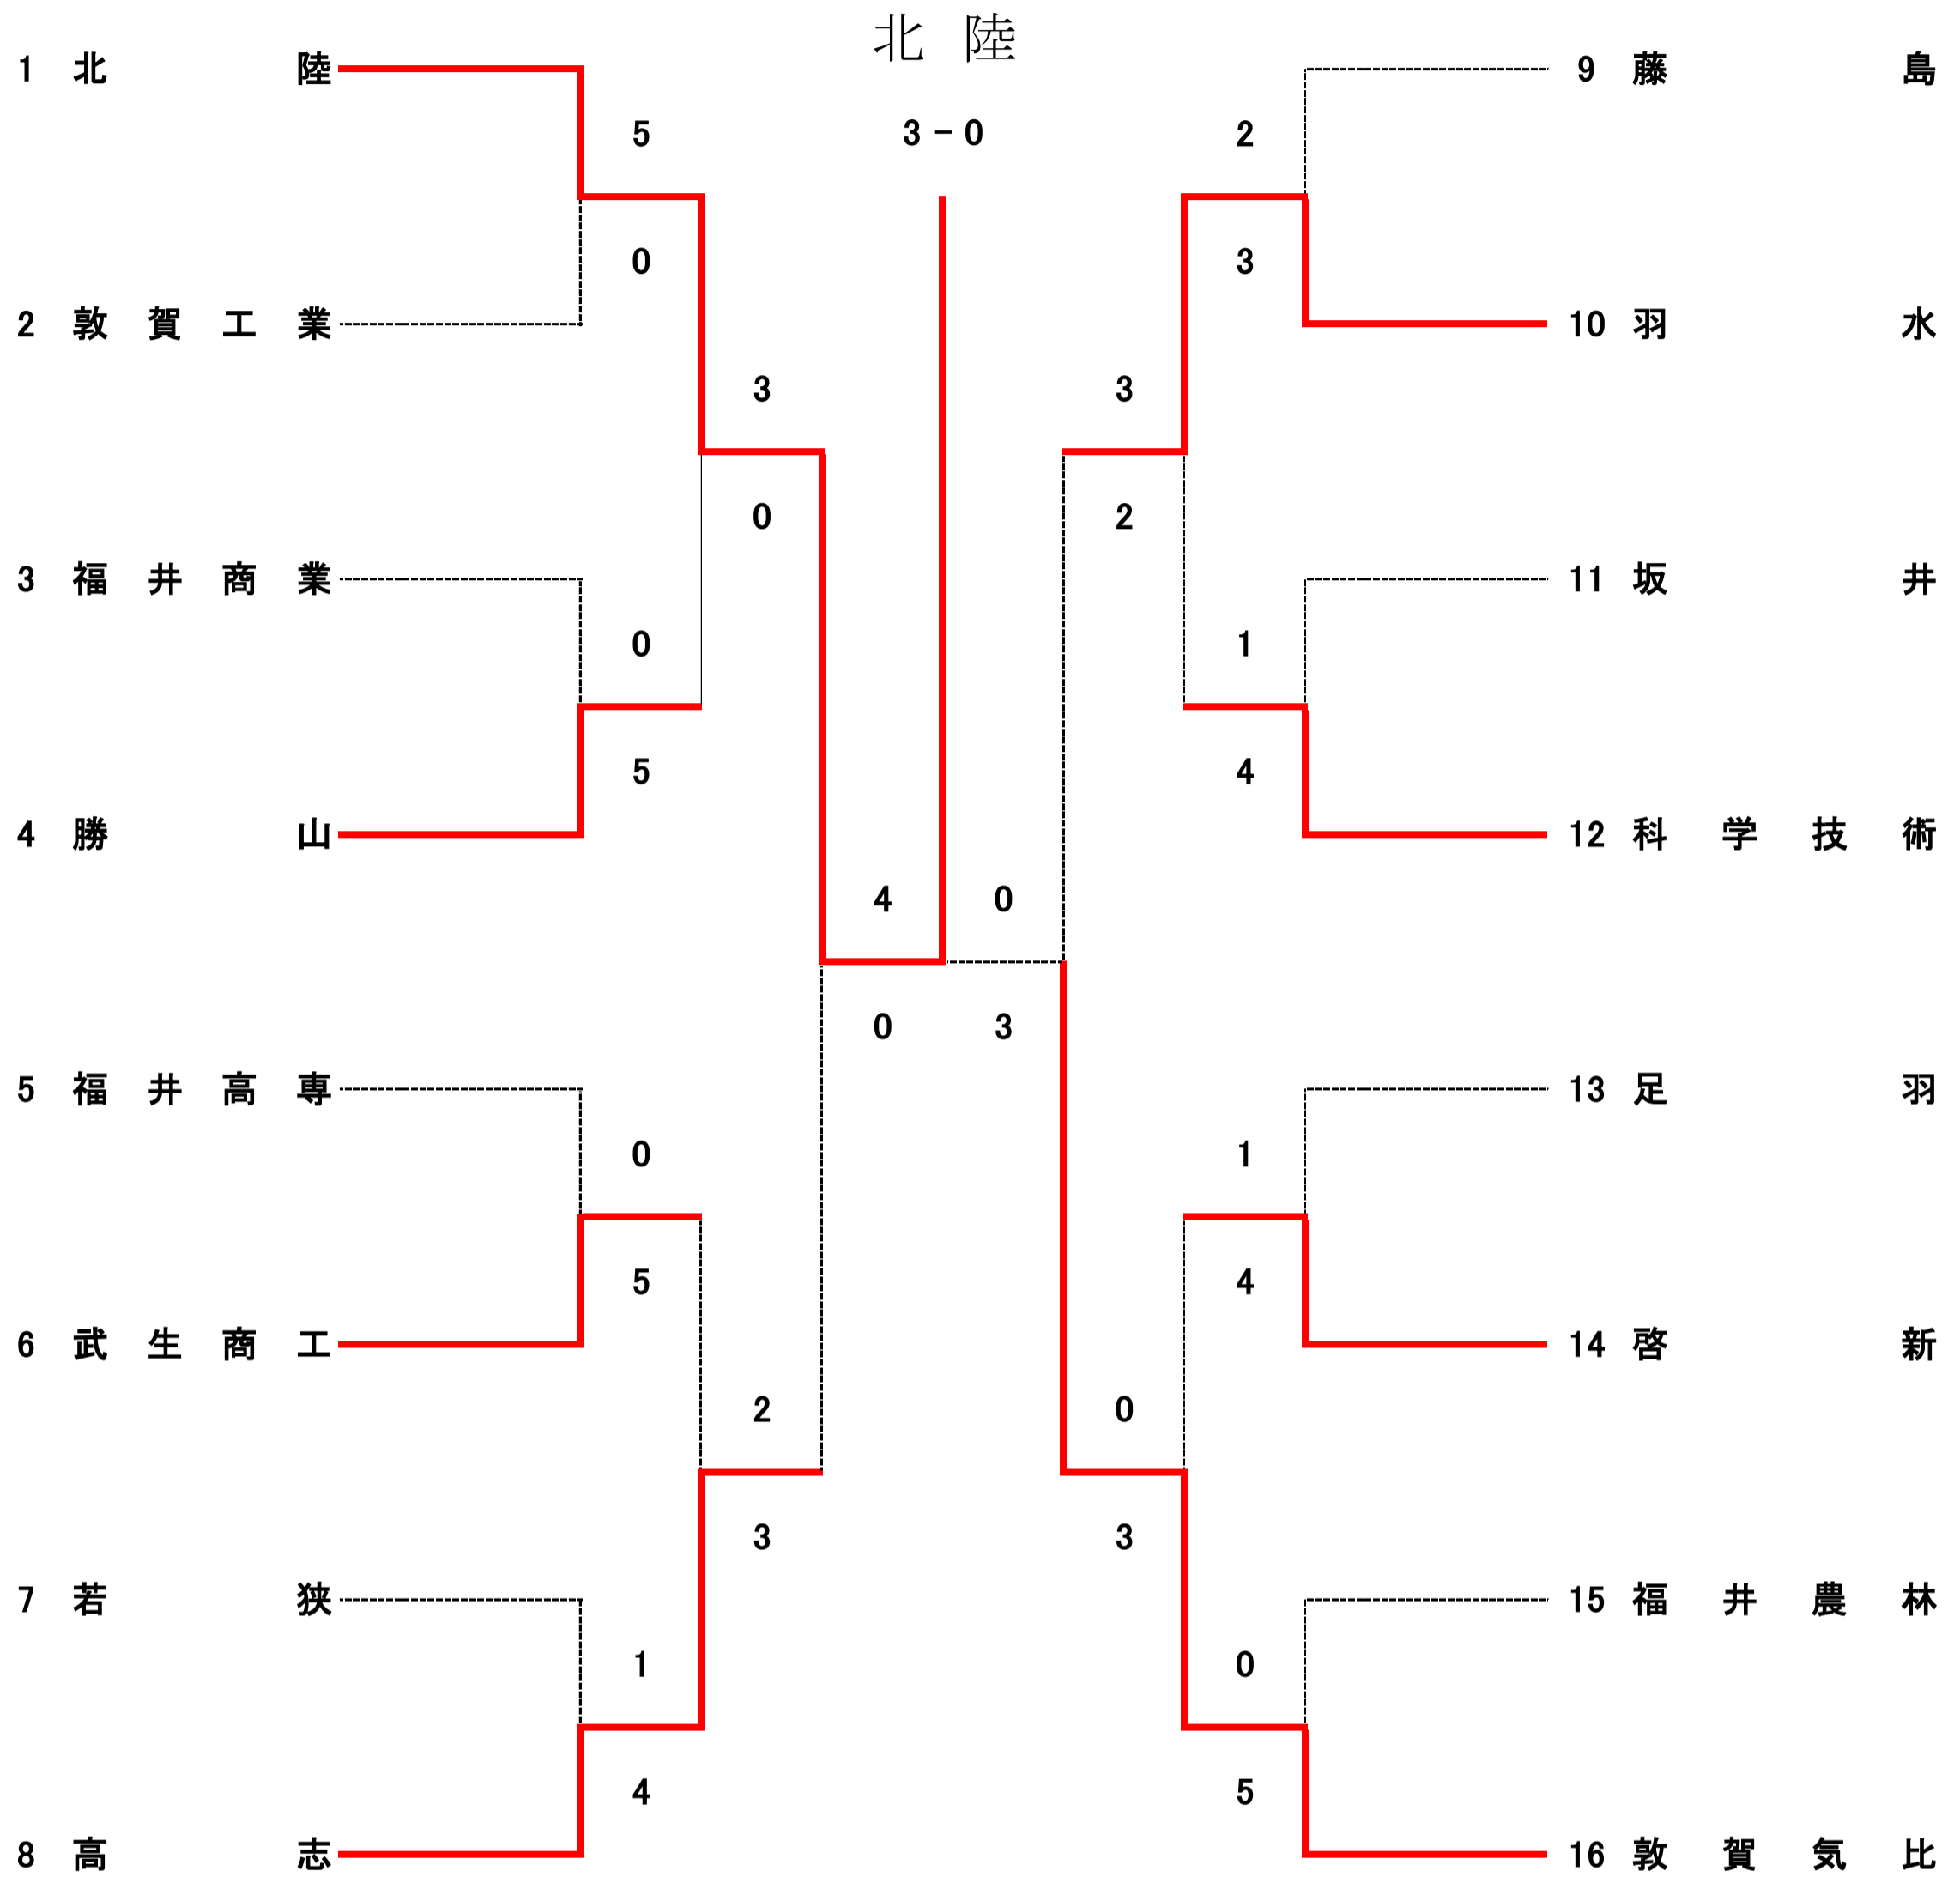 北 陸
3-0
1 北陸
5
0
2 敦賀工業
3
0
3 福井商業
0
5
4 勝山
4
0
5 福井高専
0
5
6 武生商工
2
3
7 若狭
1
4
8 高志
9 藤島
2
3
10 羽水
3
2
11 坂井
1
4
12 科学技術
0
3
13 足羽
1
4
14 啓新
0
3
15 福井農林
0
5
16 敦賀気比